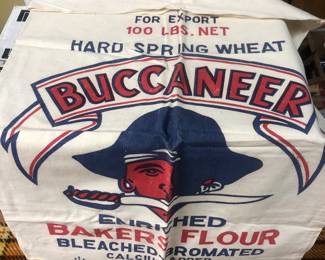 FOR EXPORT
100 LBS. NET
HARD SPRING WHEAT
BUCCANEER
ENRICHED
BAKERS FLOUR
BLEACHED BROMATED